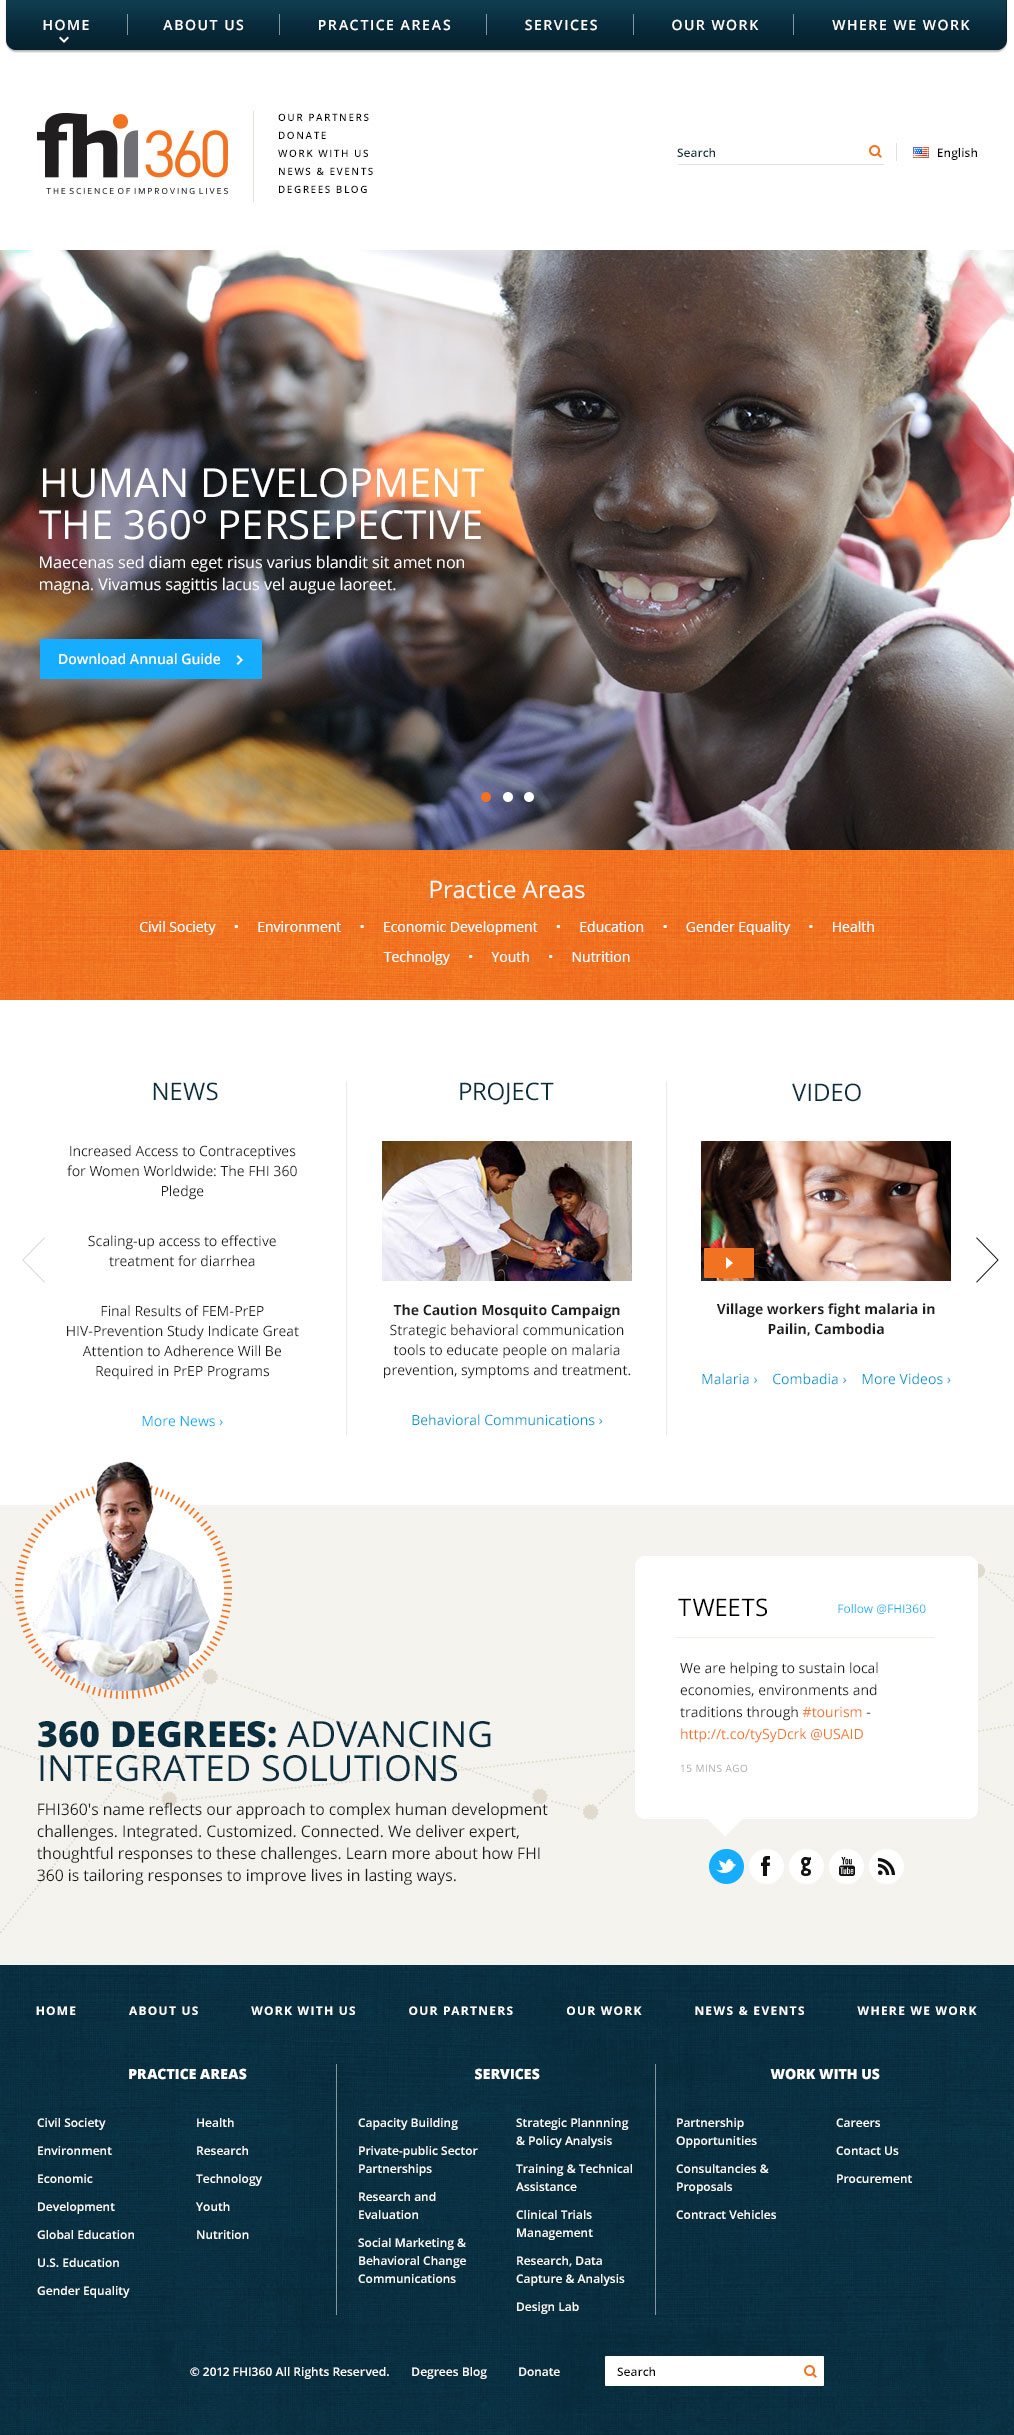 HOME
ABOUT US
PRACTICE AREAS
SERVICES
OUR WORK
WHERE WE WORK
fhi360
THE SCIENCE OF IMPROVING LIVES
OUR PARTNERS
DONATE
WORK WITH US
NEWS & EVENTS
DEGREES BLOG
Search
English
HUMAN DEVELOPMENT
THE 360º PERSEPECTIVE
Maecenas sed diam eget risus varius blandit sit amet non
magna. Vivamus sagittis lacus vel augue laoreet.
Download Annual Guide
Practice Areas
Civil Society • Environment • Economic Development • Education • Gender Equality • Health
Technolgy • Youth • Nutrition
NEWS
Increased Access to Contraceptives
for Women Worldwide: The FHI 360
Pledge
Scaling-up access to effective
treatment for diarrhea
Final Results of FEM-PrEP
HIV-Prevention Study Indicate Great
Attention to Adherence Will Be
Required in PrEP Programs
More News ›
PROJECT
The Caution Mosquito Campaign
Strategic behavioral communication
tools to educate people on malaria
prevention, symptoms and treatment.
Behavioral Communications ›
VIDEO
Village workers fight malaria in
Pailin, Cambodia
Malaria › Combadia › More Videos ›
360 DEGREES: ADVANCING
INTEGRATED SOLUTIONS
FHI360's name reflects our approach to complex human development
challenges. Integrated. Customized. Connected. We deliver expert,
thoughtful responses to these challenges. Learn more about how FHI
360 is tailoring responses to improve lives in lasting ways.
TWEETS
Follow @FHI360
We are helping to sustain local
economies, environments and
traditions through #tourism -
http://t.co/tySyDcrk @USAID
15 MINS AGO
You
Tube
HOME
ABOUT US
WORK WITH US
OUR PARTNERS
OUR WORK
NEWS & EVENTS
WHERE WE WORK
PRACTICE AREAS
Civil Society
Environment
Economic
Development
Global Education
U.S. Education
Gender Equality
Health
Research
Technology
Youth
Nutrition
SERVICES
Capacity Building
Private-public Sector
Partnerships
Research and
Evaluation
Social Marketing &
Behavioral Change
Communications
Strategic Plannning
& Policy Analysis
Training & Technical
Assistance
Clinical Trials
Management
Research, Data
Capture & Analysis
Design Lab
WORK WITH US
Partnership
Opportunities
Consultancies &
Proposals
Contract Vehicles
Careers
Contact Us
Procurement
© 2012 FHI360 All Rights Reserved.
Degrees Blog
Donate
Search